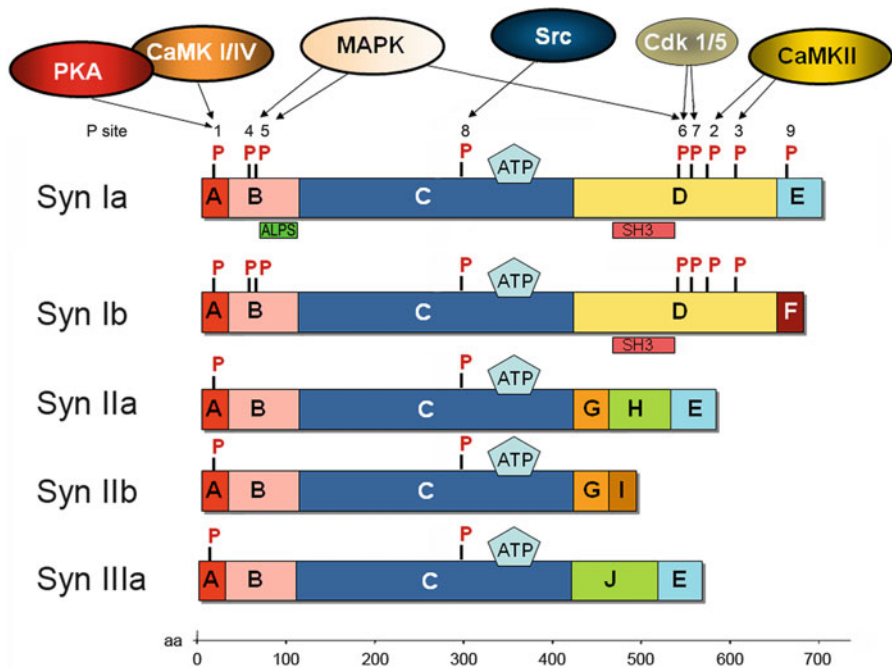 PKA CaMK I/IV MAPK Src Cdk 1/5 CaMKII
P site 1 4 5 8 6 7 2 3 9
P P P P P P P P P
Syn Ia A B C ATP D E
ALPS SH3
P P P P P P P P
Syn Ib A B C ATP D F
SH3
P P
Syn IIa A B C ATP G H E
P P
Syn IIb A B C ATP G I
P P
Syn IIIa A B C ATP J E
aa 0 100 200 300 400 500 600 700